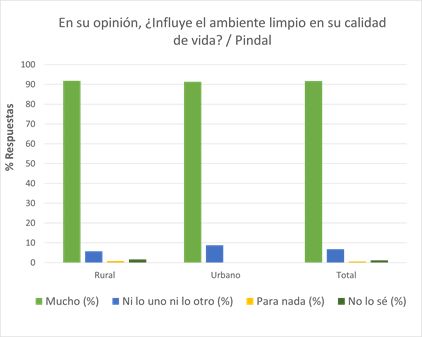 En su opinión, ¿Influye el ambiente limpio en su calidad
de vida? / Pindal
% Respuestas
100
90
80
70
60
50
40
30
20
10
0
Rural Urbano Total
Mucho (%) Ni lo uno ni lo otro (%) Para nada (%) No lo sé (%)